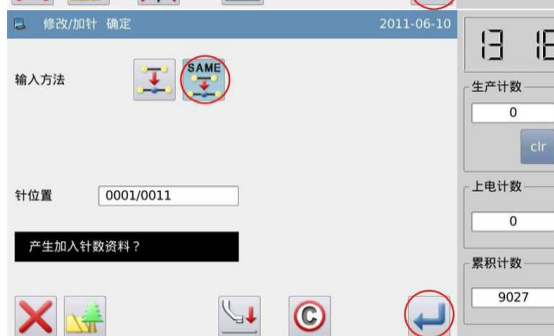 修改/加针 确定
2011-06-10
输入方法
SAME
针位置
0001/0011
产生加入针数资料？
C
13
生产计数
0
clr
上电计数
0
累积计数
9027